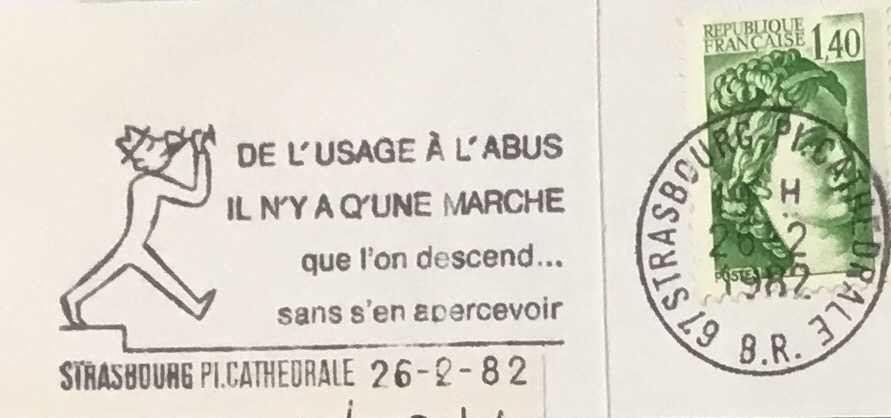 DE L'USAGE À L'ABUS
IL N'Y A Q'UNE MARCHE
que l'on descend...
sans s'en apercevoir
STRASBOURG PL.CATHEDRALE 26-2-82
REPUBLIQUE
FRANÇAISE 1,40
67 STRASBOURG PL.CATHEDRALE
H
26-2
1982
B.R.
POSTES